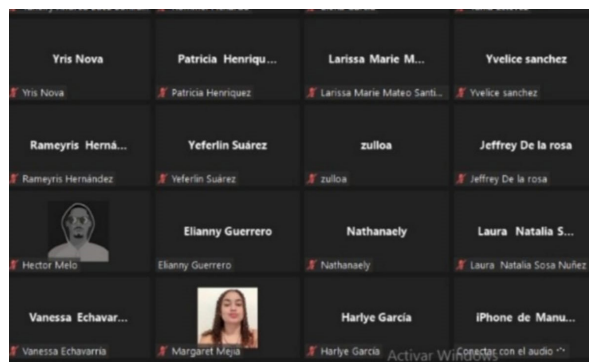 Yris Nova
Patricia Henriqu...
Larissa Marie M...
Yvelice sanchez
Yris Nova
Patricia Henriquez
Larissa Marie Mateo Santi...
Yvelice sanchez
Rameyris Herná...
Yeferlin Suárez
zulloa
Jeffrey De la rosa
Rameyris Hernández
Yeferlin Suárez
zulloa
Jeffrey De la rosa
Elianny Guerrero
Nathanaely
Laura Natalia S...
Hector Melo
Elianny Guerrero
Nathanaely
Laura Natalia Sosa Nuñez
Vanessa Echavar...
Harlye García
iPhone de Manu...
Vanessa Echavarria
Margaret Mejia
Harlye García
Activar Windows
Conectar con el audio